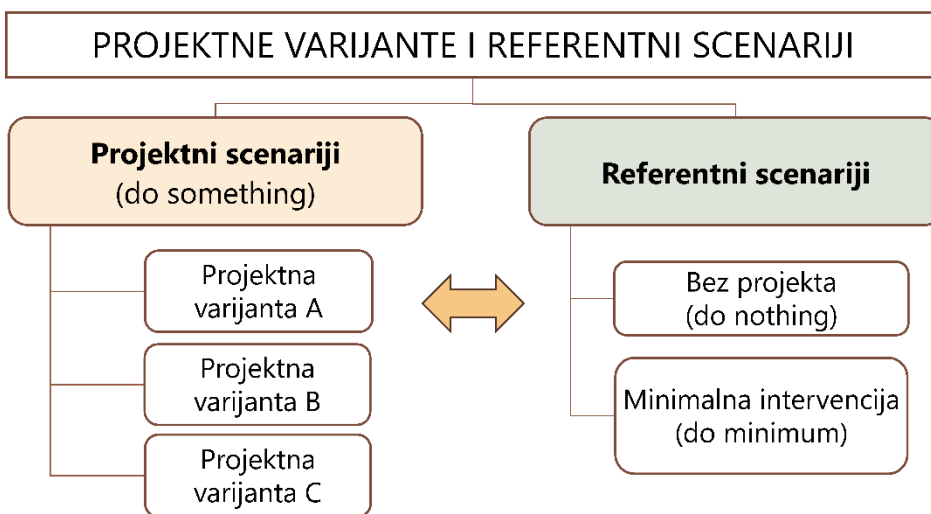 PROJEKTNE VARIJANTE I REFERENTNI SCENARIJI
Projektni scenariji
(do something)
Projektna
varijanta A
Projektna
varijanta B
Projektna
varijanta C
Referentni scenariji
Bez projekta
(do nothing)
Minimalna intervencija
(do minimum)